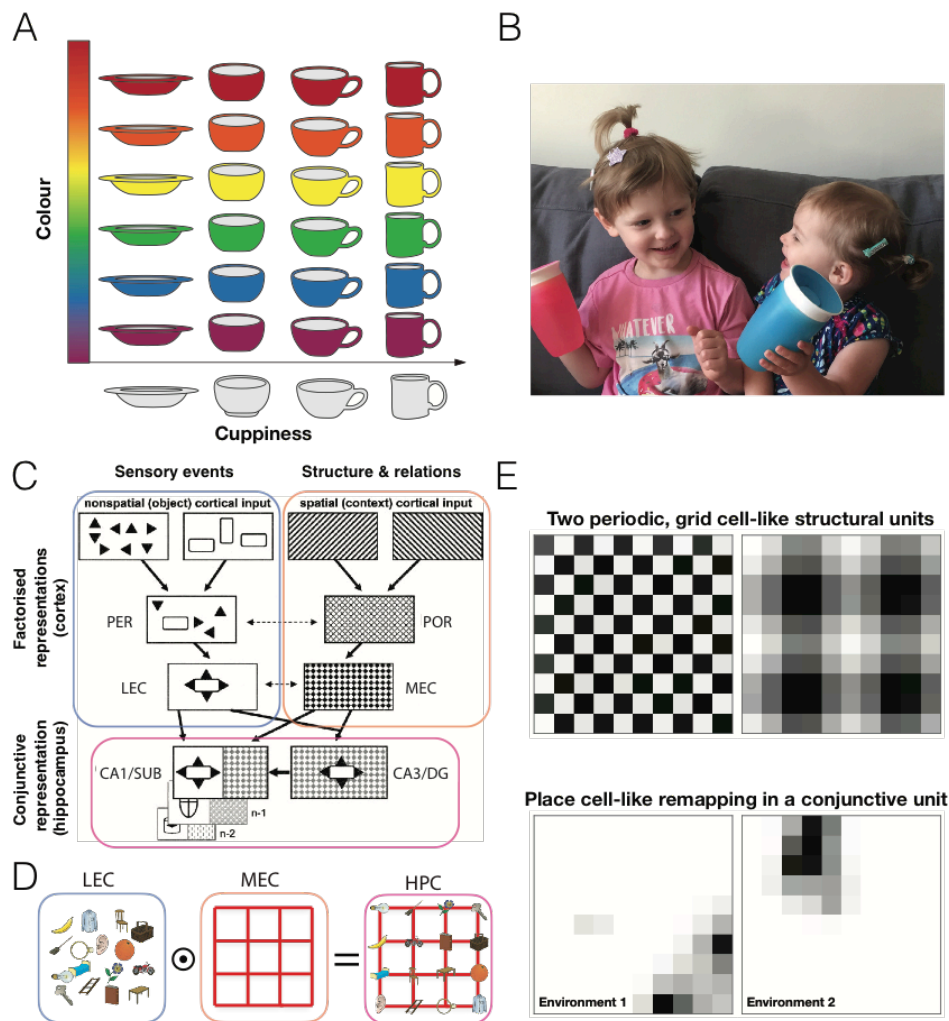 A
Colour
Cuppiness
B
WHATEVER
C
Sensory events
Structure & relations
nonspatial (object) cortical input
spatial (context) cortical input
Factorised
representations
(cortex)
PER
POR
LEC
MEC
Conjunctive
representation
(hippocampus)
CA1/SUB
CA3/DG
n-1
n-2
D
LEC
MEC
HPC
=
E
Two periodic, grid cell-like structural units
Place cell-like remapping in a conjunctive unit
Environment 1
Environment 2